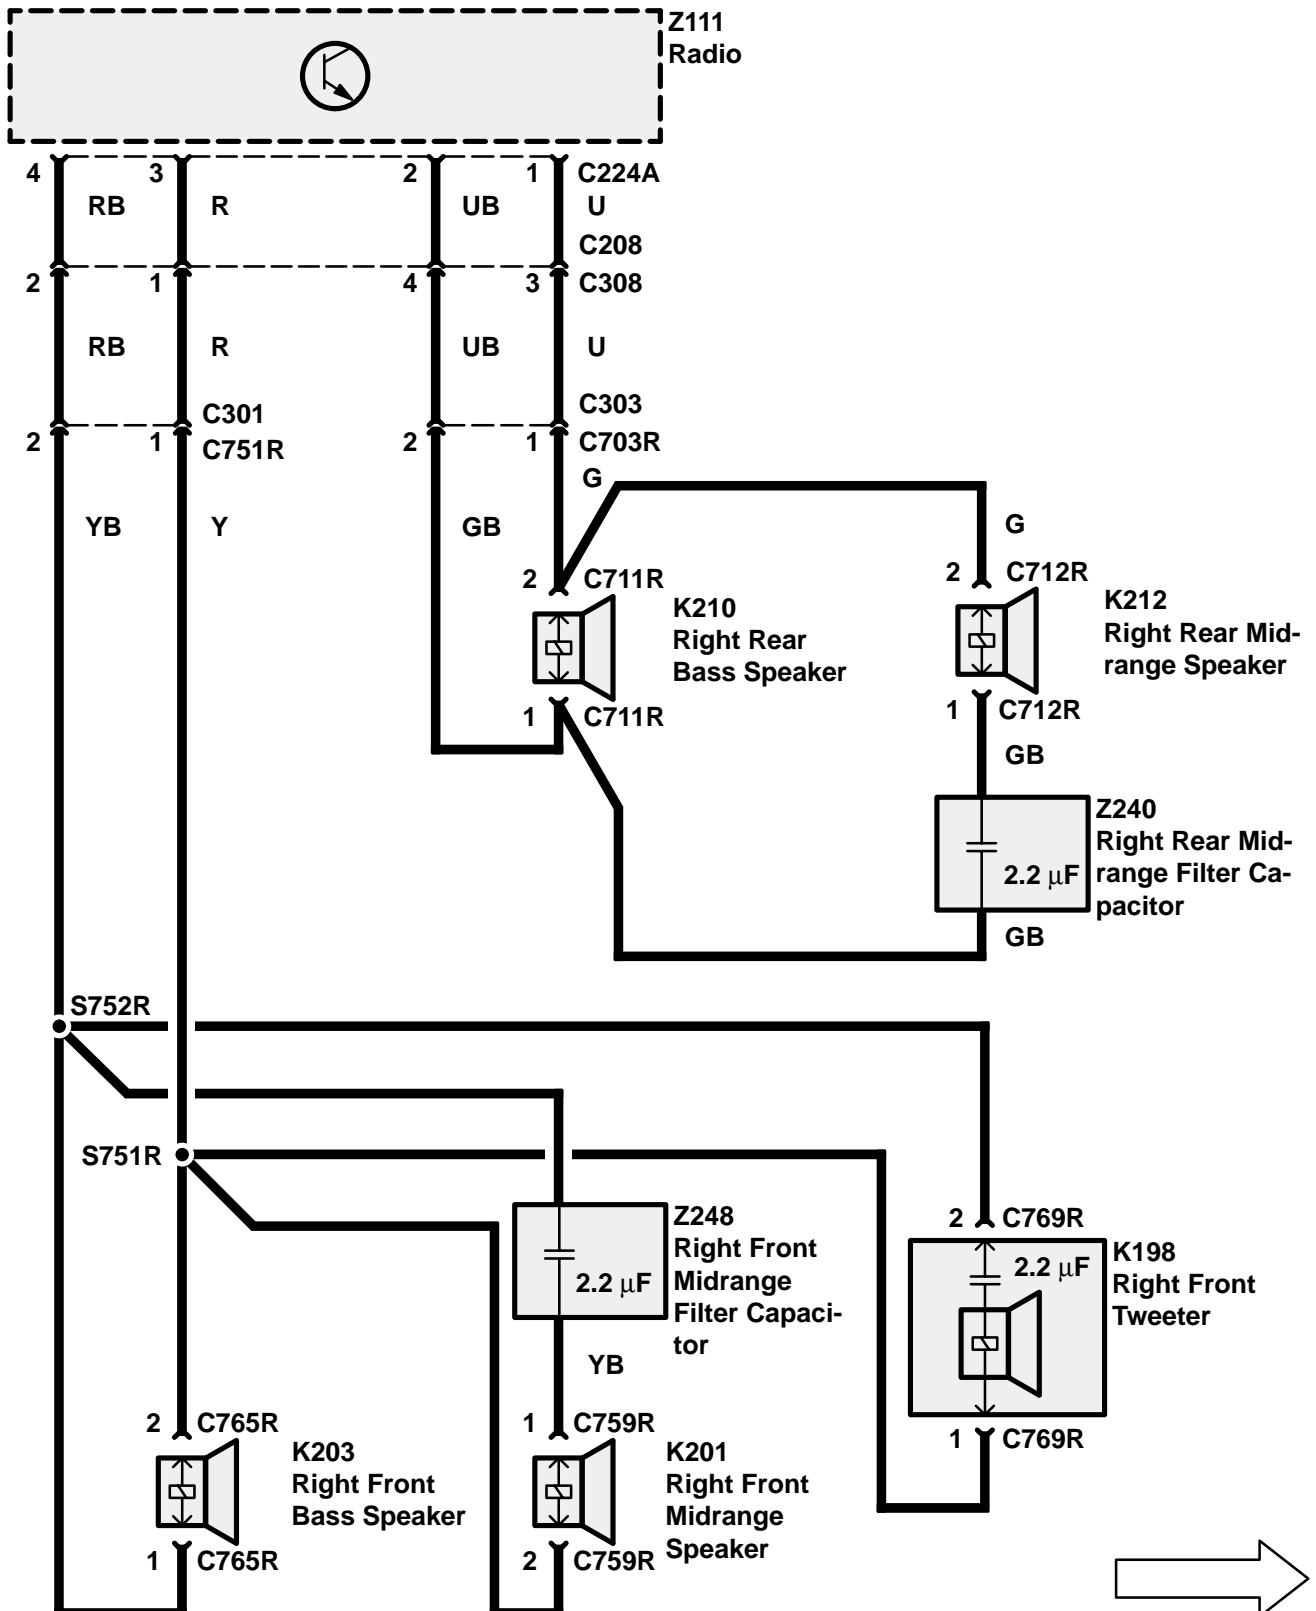 Z111
Radio
4 3 2 1 C224A
RB R UB U
C208
2 1 4 3 C308
RB R UB U
C301 C303
2 1 C751R 2 1 C703R
G
YB Y GB G
2 C711R 2 C712R
K210
Right Rear
Bass Speaker
K212
Right Rear Mid-
range Speaker
1 C711R 1 C712R
GB
Z240
Right Rear Mid-
range Filter Ca-
pacitor
2.2 µF
GB
S752R
S751R
Z248
Right Front
Midrange
Filter Capaci-
tor
2.2 µF
YB
2 C769R
K198
Right Front
Tweeter
2.2 µF
1 C769R
2 C765R
K203
Right Front
Bass Speaker
1 C765R
1 C759R
K201
Right Front
Midrange
Speaker
2 C759R